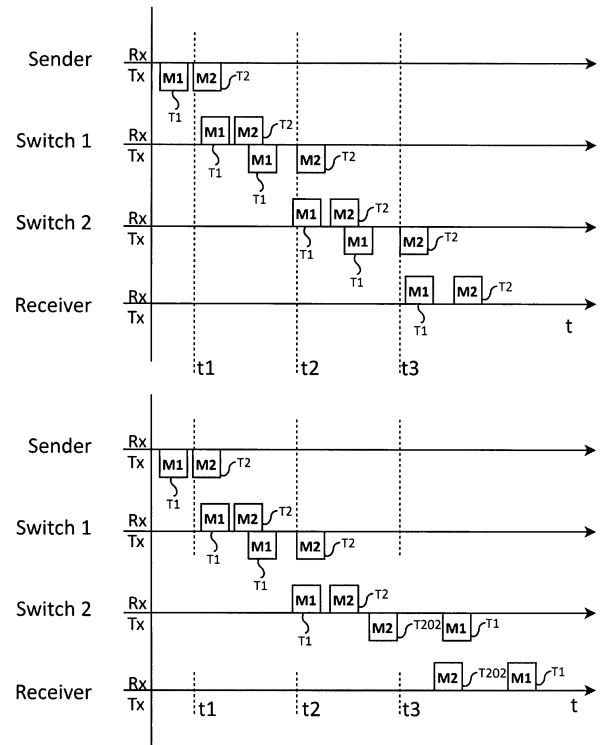 Sender Rx
Tx
M1 M2 T2
T1
Switch 1 Rx
Tx
M1 M2 T2
T1 M1 M2 T2
T1
Switch 2 Rx
Tx
M1 M2 T2
T1 M1 M2 T2
T1
Receiver Rx
Tx
M1 M2 T2
T1
t
t1 t2 t3
Sender Rx
Tx
M1 M2 T2
T1
Switch 1 Rx
Tx
M1 M2 T2
T1 M1 M2 T2
T1
Switch 2 Rx
Tx
M1 M2 T2
T1 M2 T202 M1 T1
Receiver Rx
Tx
M2 T202 M1 T1
t1 t2 t3 t